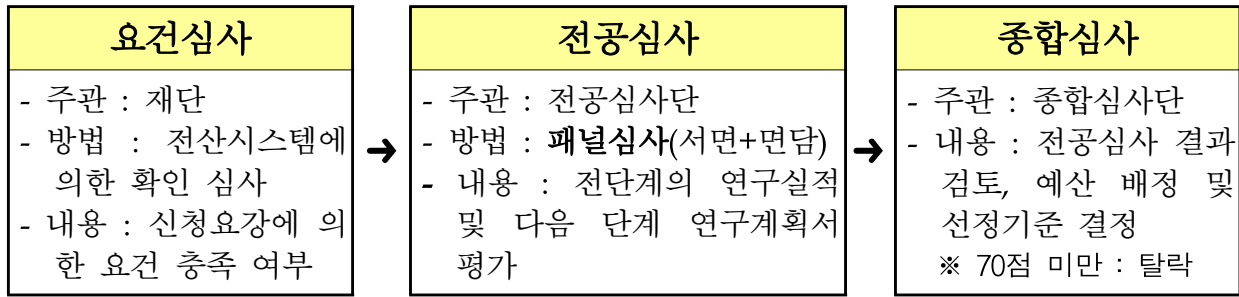 요건심사
- 주관 : 재단
- 방법 : 전산시스템에
의한 확인 심사
- 내용 : 신청요강에 의
한 요건 충족 여부
➜
전공심사
- 주관 : 전공심사단
- 방법 : 패널심사(서면+면담)
- 내용 : 전단계의 연구실적
및 다음 단계 연구계획서
평가
➜
종합심사
- 주관 : 종합심사단
- 내용 : 전공심사 결과
검토, 예산 배정 및
선정기준 결정
※ 70점 미만 : 탈락